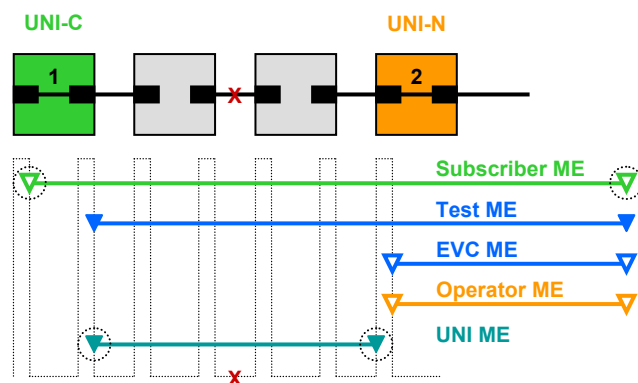 UNI-C
UNI-N
1
2
X
Subscriber ME
Test ME
EVC ME
Operator ME
UNI ME
X